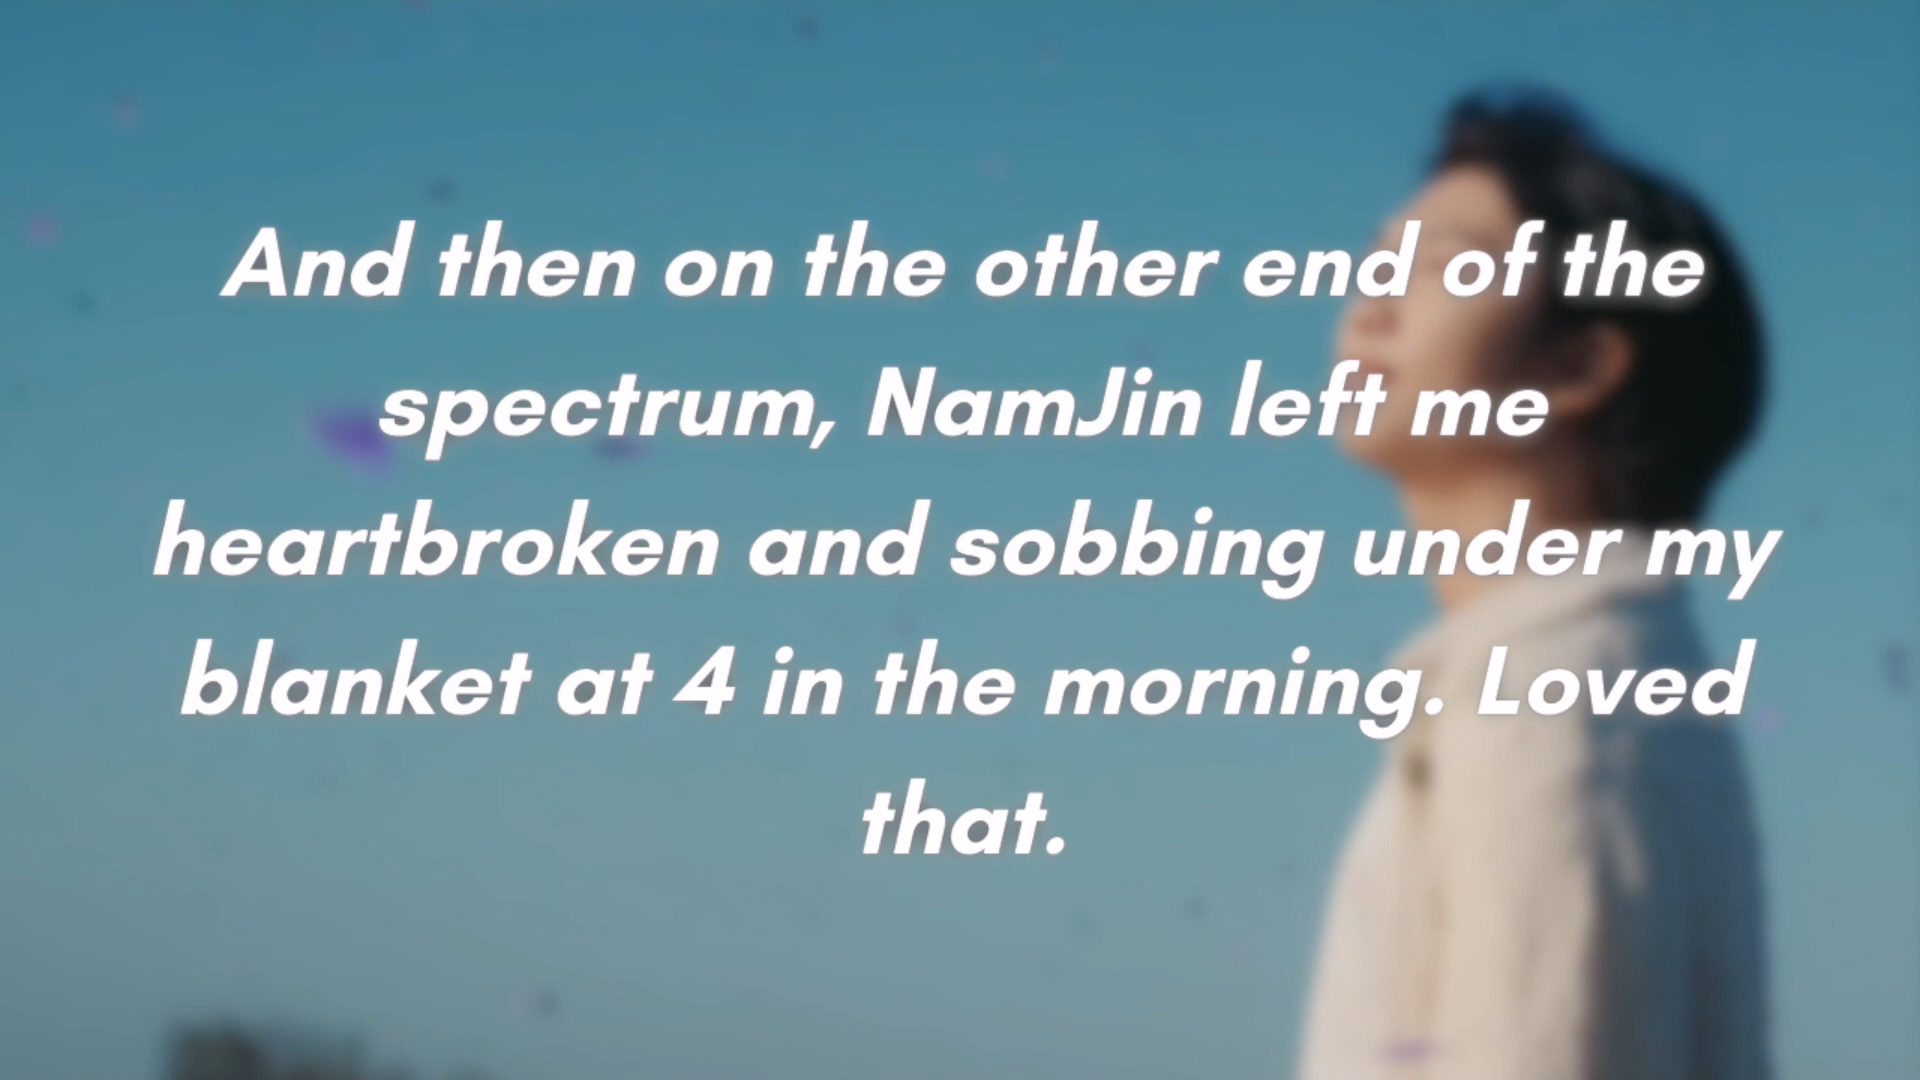 And then on the other end of the
spectrum, NamJin left me
heartbroken and sobbing under my
blanket at 4 in the morning. Loved
that.